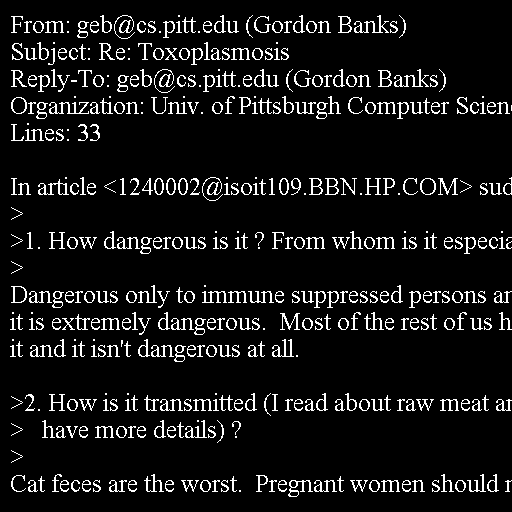 From: geb@cs.pitt.edu (Gordon Banks)
Subject: Re: Toxoplasmosis
Reply-To: geb@cs.pitt.edu (Gordon Banks)
Organization: Univ. of Pittsburgh Computer Scien
Lines: 33

In article <1240002@isoit109.BBN.HP.COM> sud
>
>1. How dangerous is it ? From whom is it especia
>
Dangerous only to immune suppressed persons an
it is extremely dangerous.  Most of the rest of us h
it and it isn't dangerous at all.

>2. How is it transmitted (I read about raw meat an
>   have more details) ?
>
Cat feces are the worst.  Pregnant women should n